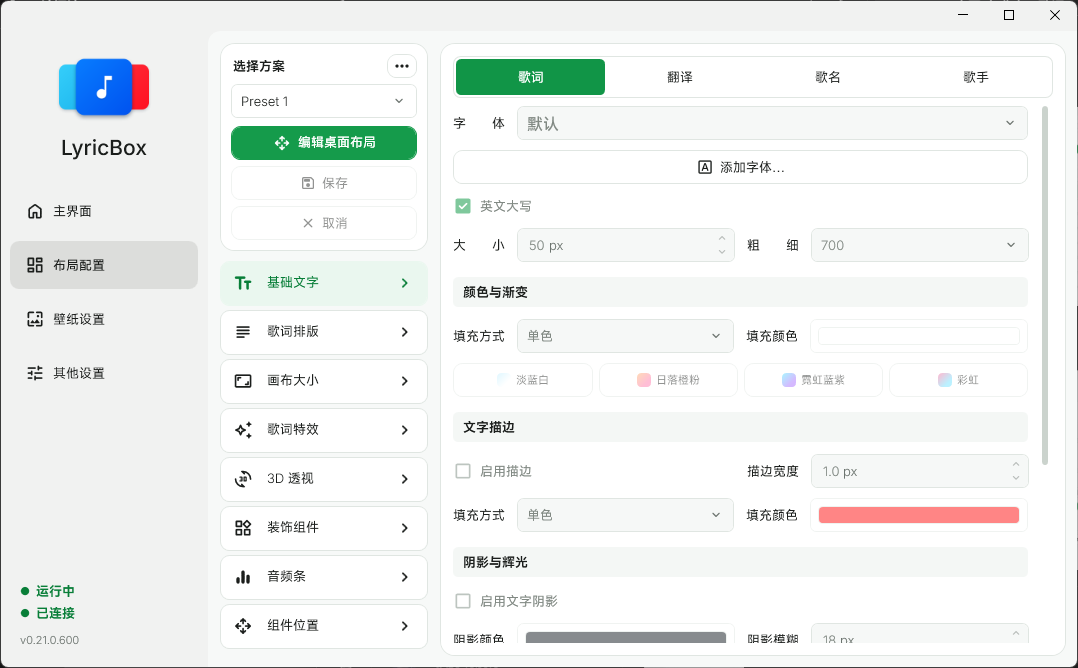 LyricBox
主界面
布局配置
壁纸设置
其他设置
运行中
已连接
v0.21.0.600
选择方案
Preset 1
编辑桌面布局
保存
取消
基础文字
歌词排版
画布大小
歌词特效
3D 透视
装饰组件
音频条
组件位置
歌词 翻译 歌名 歌手
字 体 默认
添加字体...
英文大写
大 小 50 px 粗 细 700
颜色与渐变
填充方式 单色 填充颜色
淡蓝白 日落橙粉 霓虹蓝紫 彩虹
文字描边
启用描边 描边宽度 1.0 px
填充方式 单色 填充颜色
阴影与辉光
启用文字阴影
阴影颜色 阴影模糊 18 px